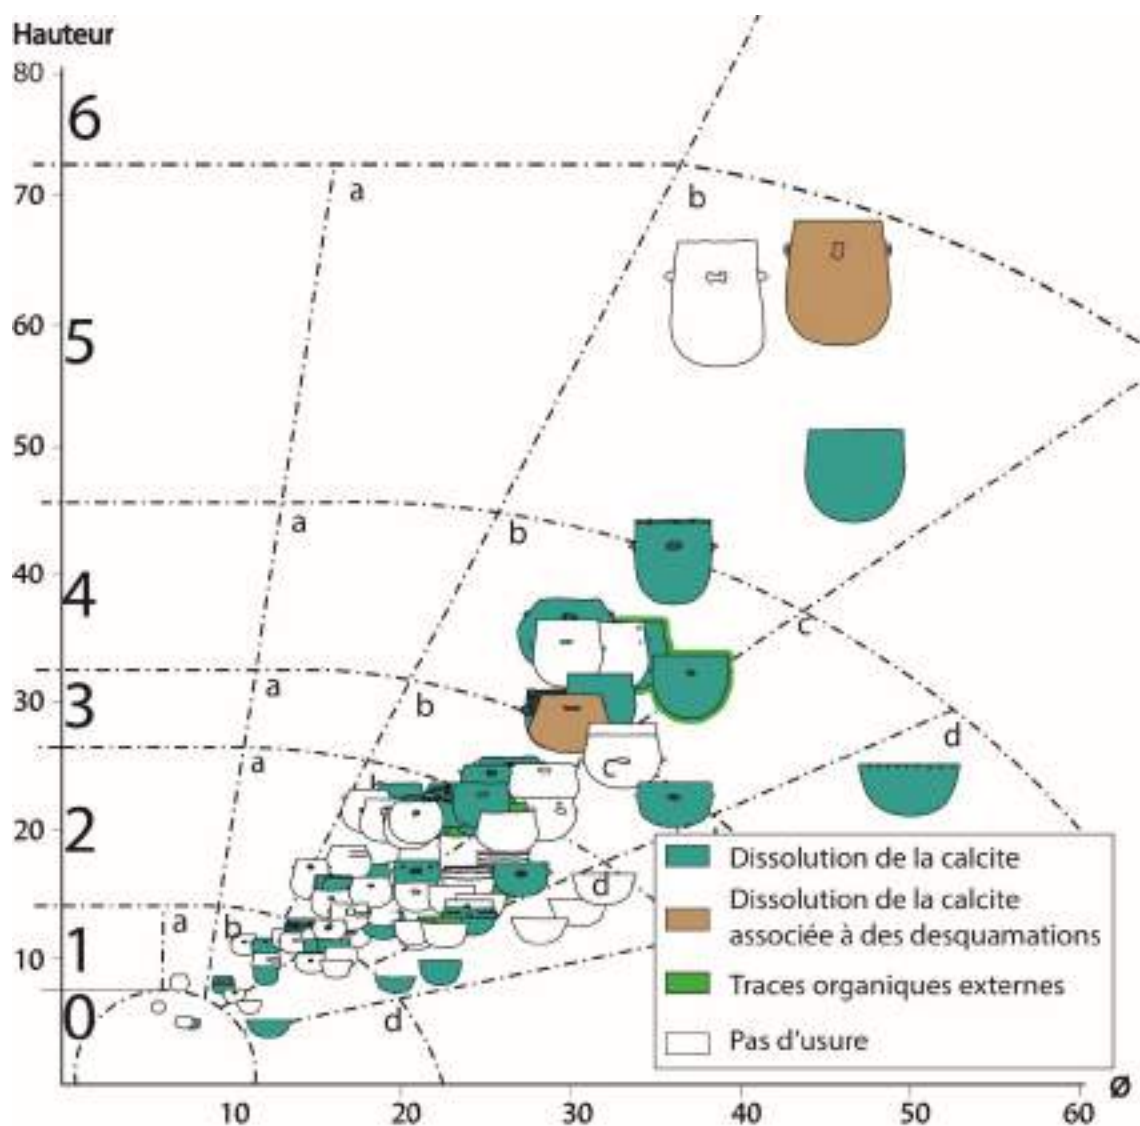 Hauteur
80
6
a
b
70
60
5
50
a
b
40
4
c
a
b
30
3
d
a
2
20
Dissolution de la calcite
d
Dissolution de la calcite
associée à des desquamations
a
b
1
10
Traces organiques externes
0
d
Pas d'usure
Ø
10
20
30
40
50
60